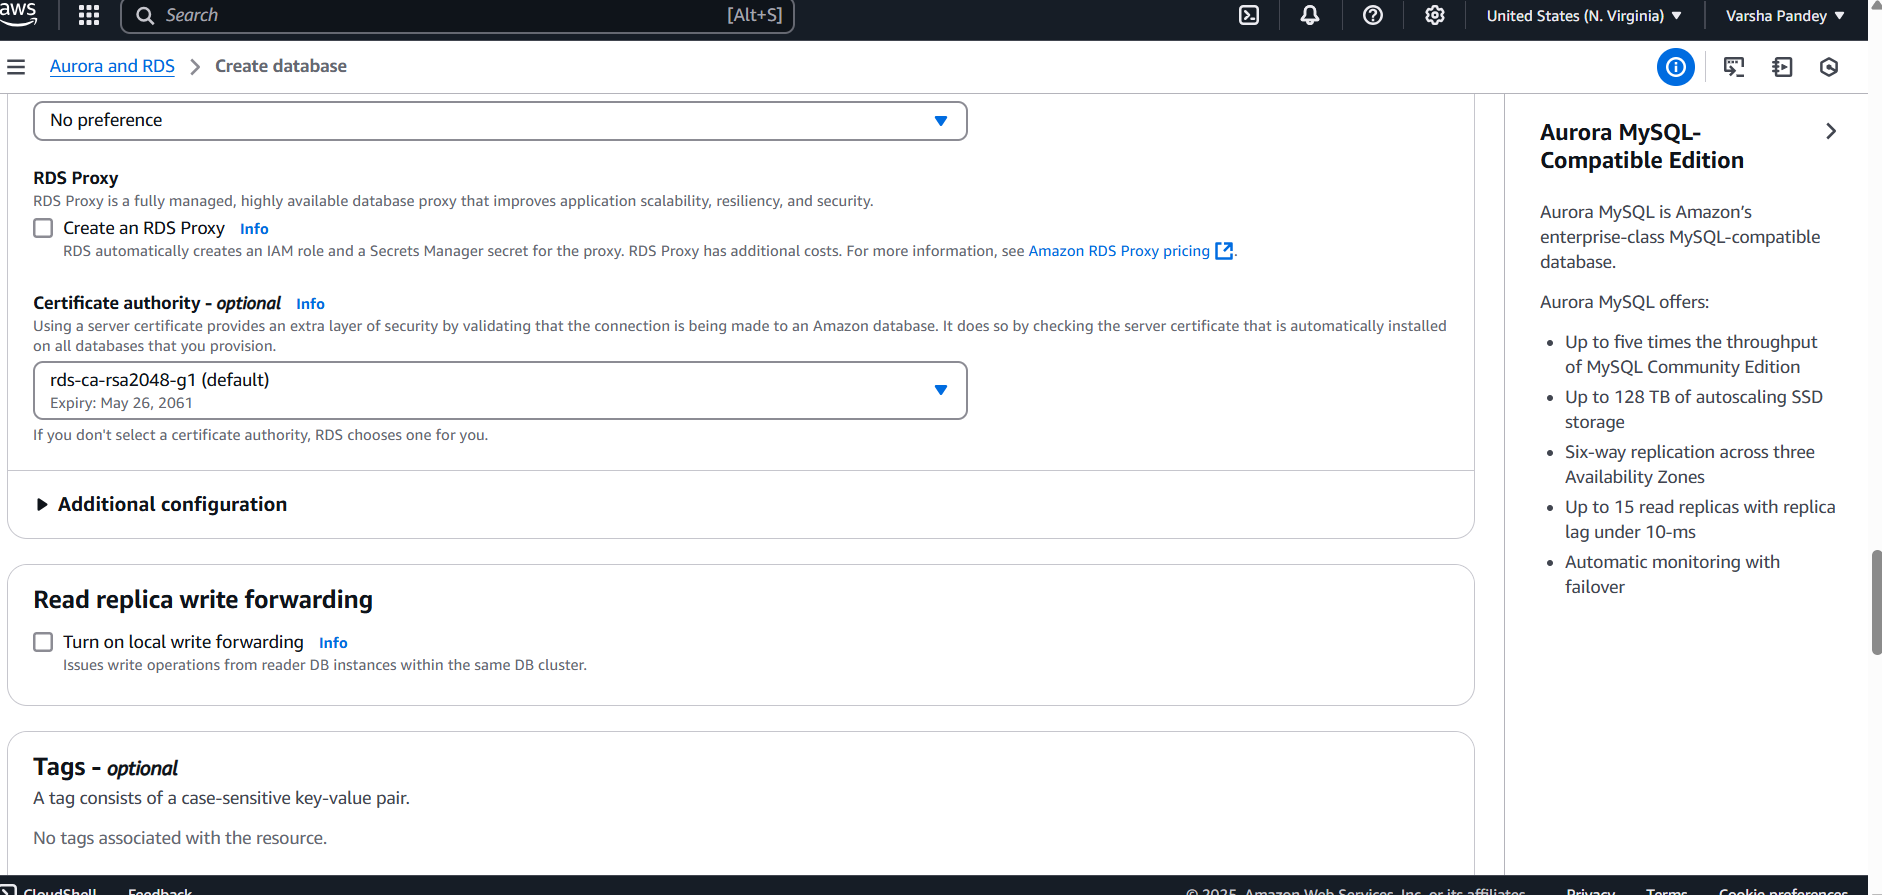 aws
Search
[Alt+S]
United States (N. Virginia)
Varsha Pandey
Aurora and RDS
Create database
No preference
RDS Proxy
RDS Proxy is a fully managed, highly available database proxy that improves application scalability, resiliency, and security.
Create an RDS Proxy Info
RDS automatically creates an IAM role and a Secrets Manager secret for the proxy. RDS Proxy has additional costs. For more information, see Amazon RDS Proxy pricing .
Certificate authority - optional Info
Using a server certificate provides an extra layer of security by validating that the connection is being made to an Amazon database. It does so by checking the server certificate that is automatically installed
on all databases that you provision.
rds-ca-rsa2048-g1 (default)
Expiry: May 26, 2061
If you don't select a certificate authority, RDS chooses one for you.
Additional configuration
Read replica write forwarding
Turn on local write forwarding Info
Issues write operations from reader DB instances within the same DB cluster.
Tags - optional
A tag consists of a case-sensitive key-value pair.
No tags associated with the resource.
Aurora MySQL-
Compatible Edition
Aurora MySQL is Amazon’s
enterprise-class MySQL-compatible
database.
Aurora MySQL offers:
• Up to five times the throughput
of MySQL Community Edition
• Up to 128 TB of autoscaling SSD
storage
• Six-way replication across three
Availability Zones
• Up to 15 read replicas with replica
lag under 10-ms
• Automatic monitoring with
failover
CloudShell
Feedback
© 2025, Amazon Web Services, Inc. or its affiliates.
Privacy
Terms
Cookie preferences